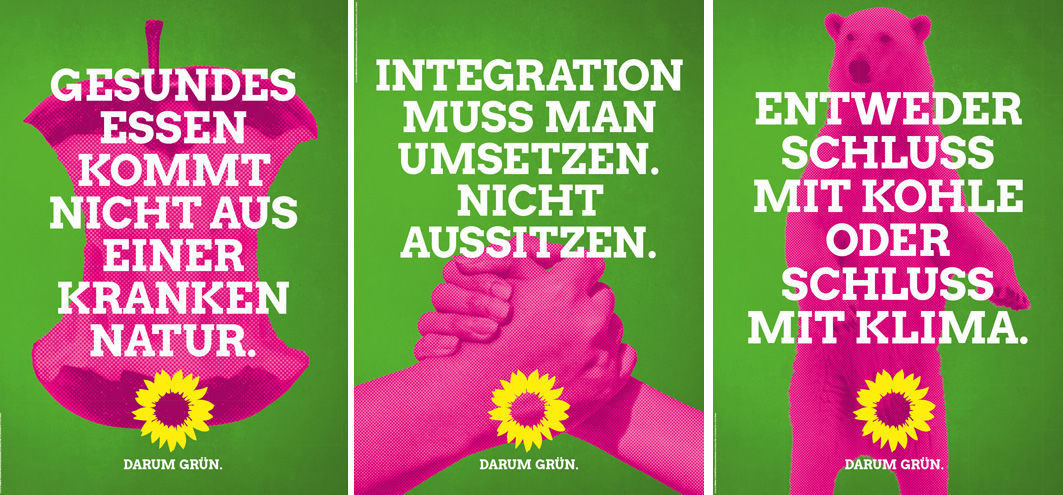 GESUNDES
ESSEN
KOMMT
NICHT AUS
EINER
KRANKEN
NATUR.
DARUM GRÜN.
INTEGRATION
MUSS MAN
UMSETZEN.
NICHT
AUSSITZEN.
DARUM GRÜN.
ENTWEDER
SCHLUSS
MIT KOHLE
ODER
SCHLUSS
MIT KLIMA.
DARUM GRÜN.